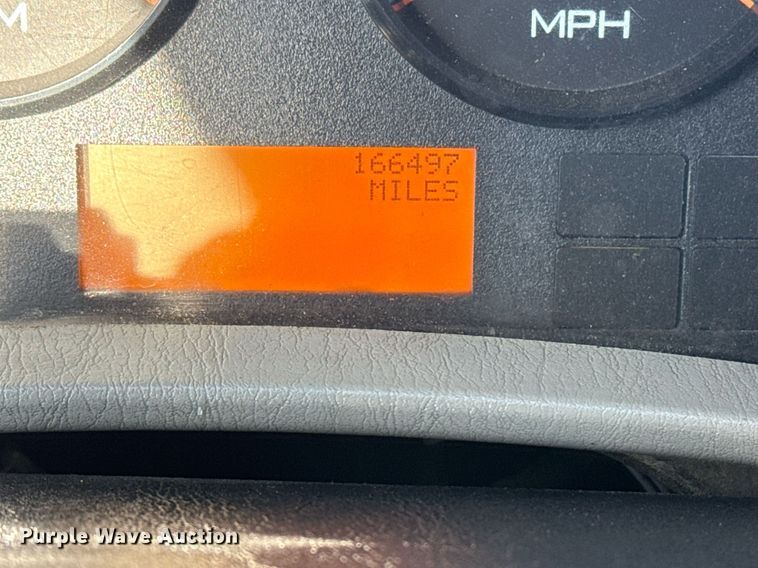 M
MPH
166497
MILES
Purple Wave Auction